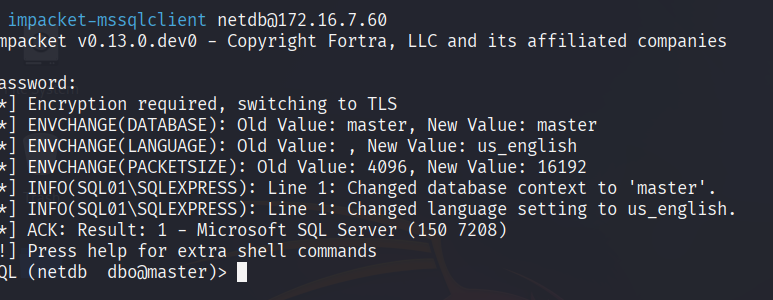 impacket-mssqlclient netdb@172.16.7.60
mpacket v0.13.0.dev0 - Copyright Fortra, LLC and its affiliated companies
assword:
*] Encryption required, switching to TLS
*] ENVCHANGE(DATABASE): Old Value: master, New Value: master
*] ENVCHANGE(LANGUAGE): Old Value: , New Value: us_english
*] ENVCHANGE(PACKETSIZE): Old Value: 4096, New Value: 16192
*] INFO(SQL01\SQLEXPRESS): Line 1: Changed database context to 'master'.
*] INFO(SQL01\SQLEXPRESS): Line 1: Changed language setting to us_english.
*] ACK: Result: 1 - Microsoft SQL Server (150 7208)
!] Press help for extra shell commands
QL (netdb  dbo@master)>